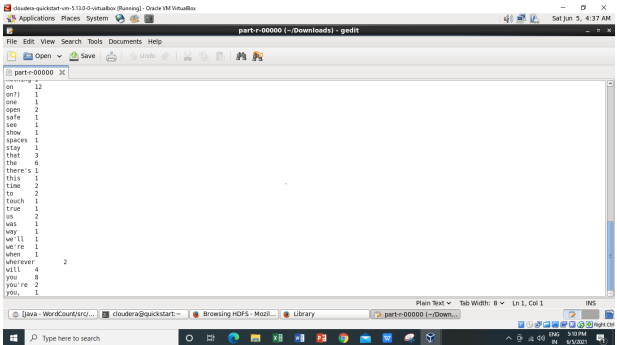 cloudera-quickstart-vm-5.13.0-0-virtualbox [Running] - Oracle VM VirtualBox
Applications Places System
Sat Jun 5, 4:37 AM
part-r-00000 (~/Downloads) - gedit
File Edit View Search Tools Documents Help
Open Save Undo
part-r-00000
on 12
on?) 1
one 1
open 2
safe 1
see 1
show 1
spaces 1
stay 1
that 3
the 6
there's 1
this 1
time 2
to 2
touch 1
true 1
us 2
was 1
way 1
we'll 1
we're 1
when 1
wherever 2
will 4
you 8
you're 2
you, 1
Plain Text Tab Width: 8 Ln 1, Col 1 INS
[Java - WordCount/src/... cloudera@quickstart:~ Browsing HDFS - Mozil... Library part-r-00000 (~/Down...
Right Ctrl
Type here to search
ENG 5:10 PM
IN 6/5/2021